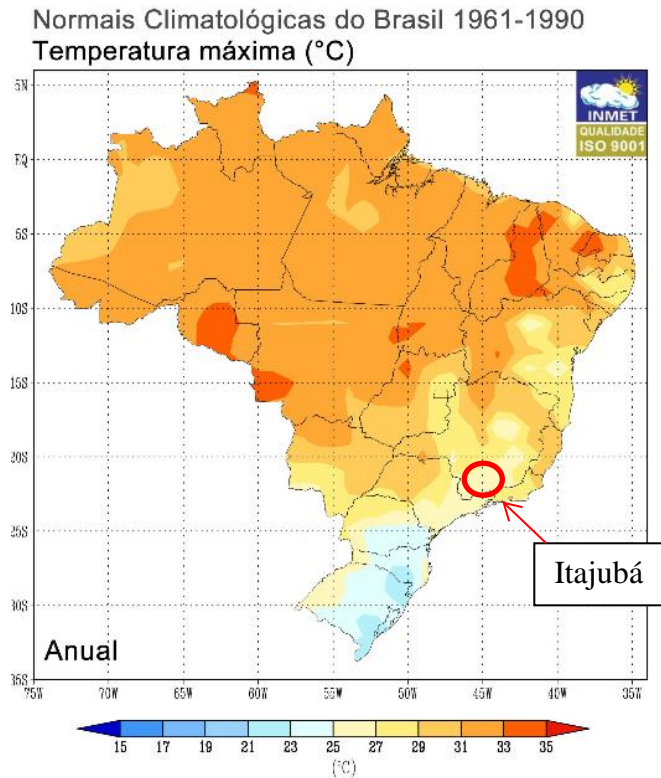 Normais Climatológicas do Brasil 1961-1990
Temperatura máxima (°C)
INMET
QUALIDADE
ISO 9001
5N
EQ
5S
10S
15S
20S
25S
30S
35S
Itajubá
Anual
75W 70W 65W 60W 55W 50W 45W 40W 35W
15 17 19 21 23 25 27 29 31 33 35
(°C)